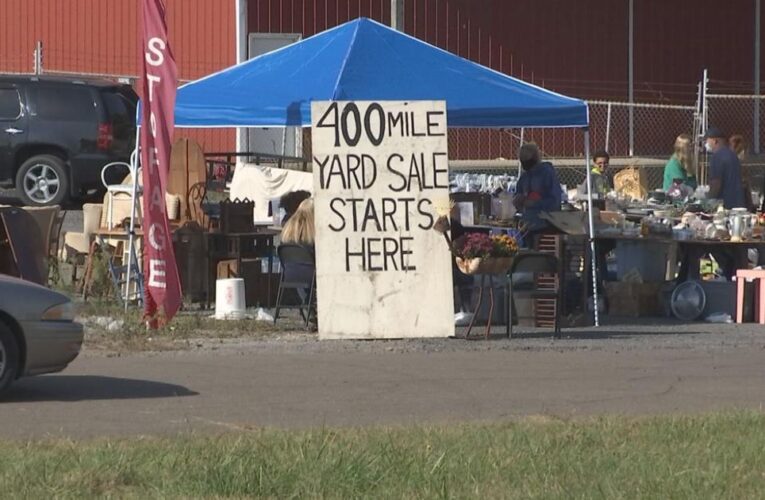 STORAGE
400 MILE
YARD SALE
STARTS
HERE